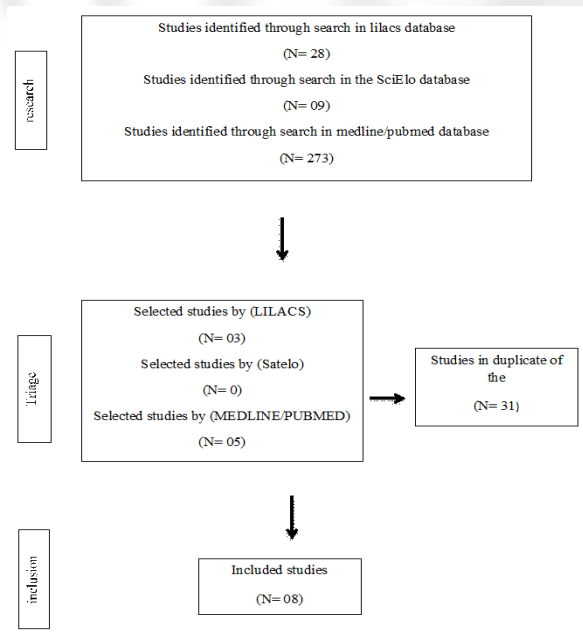 research
Studies identified through search in lilacs database
(N= 28)
Studies identified through search in the SciElo database
(N= 09)
Studies identified through search in medline/pubmed database
(N= 273)
Triage
Selected studies by (LILACS)
(N= 03)
Selected studies by (Satelo)
(N= 0)
Selected studies by (MEDLINE/PUBMED)
(N= 05)
Studies in duplicate of
the
(N= 31)
inclusion
Included studies
(N= 08)